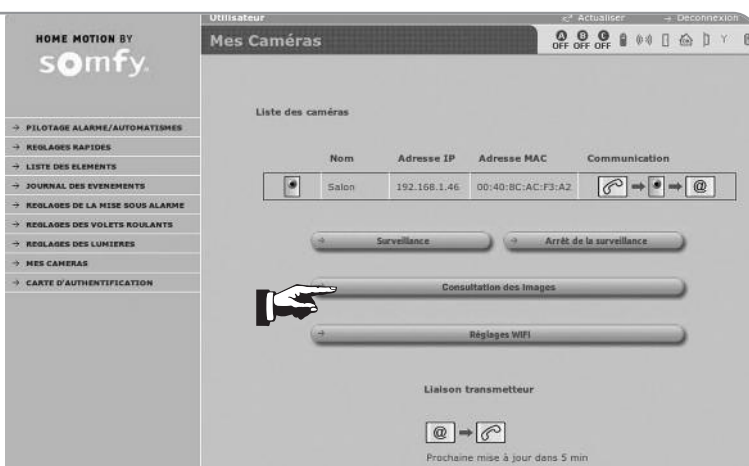 Utilisateur
Actualiser
Deconnexion
HOME MOTION BY
somfy.
Mes Caméras
A B C
OFF OFF OFF
Liste des caméras
→ PILOTAGE ALARME/AUTOMATISMES
→ REGLAGES RAPIDES
→ LISTE DES ELEMENTS
→ JOURNAL DES EVENEMENTS
→ REGLAGES DE LA MISE SOUS ALARME
→ REGLAGES DES VOLETS ROULANTS
→ REGLAGES DES LUMIERES
→ MES CAMERAS
→ CARTE D'AUTHENTIFICATION
Nom Adresse IP Adresse MAC Communication
Salon 192.168.1.46 00:40:8C:AC:F3:A2 @
Surveillance
Arrêt de la surveillance
Consultation des images
Réglages WIFI
Liaison transmetteur
@
Prochaine mise à jour dans 5 min